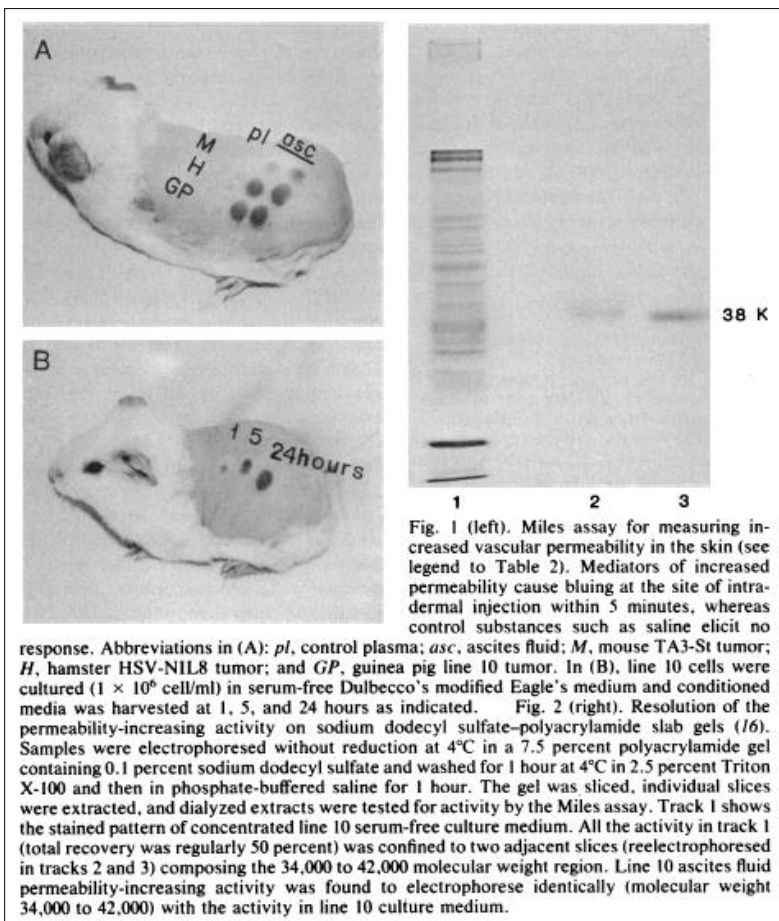 A
M
H
GP
pl asc
B
1 5 24hours
38 K
1 2 3
Fig. 1 (left). Miles assay for measuring in-
creased vascular permeability in the skin (see
legend to Table 2). Mediators of increased
permeability cause bluing at the site of intra-
dermal injection within 5 minutes, whereas
control substances such as saline elicit no
response. Abbreviations in (A): pl, control plasma; asc, ascites fluid; M, mouse TA3-St tumor;
H, hamster HSV-NIL8 tumor; and GP, guinea pig line 10 tumor. In (B), line 10 cells were
cultured (1 × 10⁶ cell/ml) in serum-free Dulbecco's modified Eagle's medium and conditioned
media was harvested at 1, 5, and 24 hours as indicated. Fig. 2 (right). Resolution of the
permeability-increasing activity on sodium dodecyl sulfate–polyacrylamide slab gels (16).
Samples were electrophoresed without reduction at 4°C in a 7.5 percent polyacrylamide gel
containing 0.1 percent sodium dodecyl sulfate and washed for 1 hour at 4°C in 2.5 percent Triton
X-100 and then in phosphate-buffered saline for 1 hour. The gel was sliced, individual slices
were extracted, and dialyzed extracts were tested for activity by the Miles assay. Track 1 shows
the stained pattern of concentrated line 10 serum-free culture medium. All the activity in track 1
(total recovery was regularly 50 percent) was confined to two adjacent slices (reelectrophoresed
in tracks 2 and 3) composing the 34,000 to 42,000 molecular weight region. Line 10 ascites fluid
permeability-increasing activity was found to electrophorese identically (molecular weight
34,000 to 42,000) with the activity in line 10 culture medium.